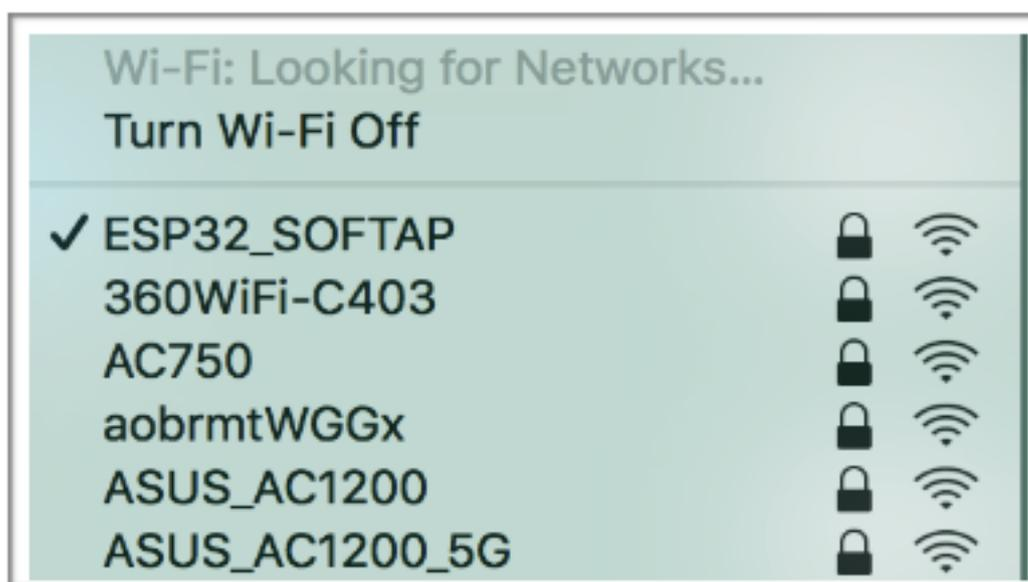 Wi-Fi: Looking for Networks...
Turn Wi-Fi Off
ESP32_SOFTAP
360WiFi-C403
AC750
aobrmtWGGx
ASUS_AC1200
ASUS_AC1200_5G